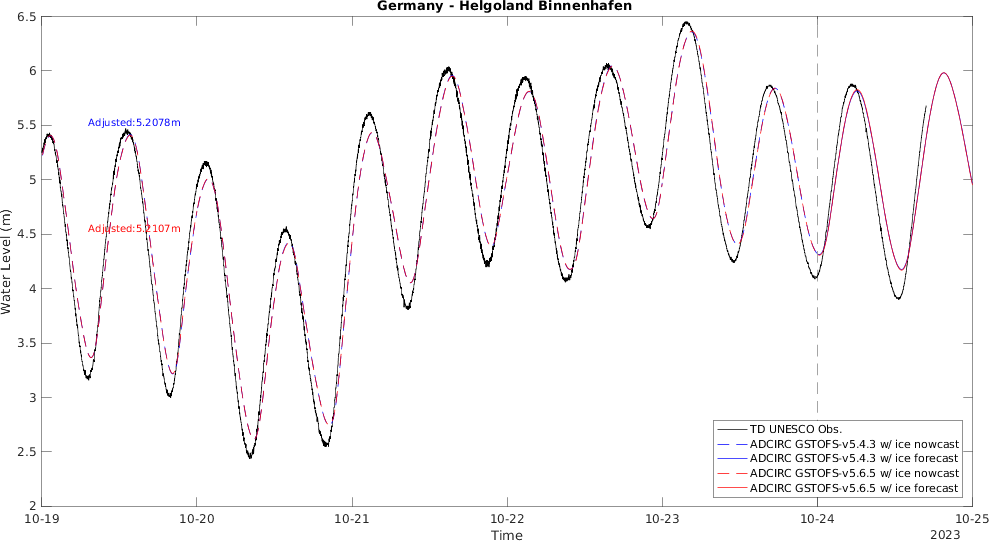 Germany - Helgoland Binnenhafen
6.5
6
5.5
5
4.5
4
3.5
3
2.5
2
Water Level (m)
Adjusted:5.2078m
Adjusted:5.2107m
TD UNESCO Obs.
ADCIRC GSTOFS-v5.4.3 w/ ice nowcast
ADCIRC GSTOFS-v5.4.3 w/ ice forecast
ADCIRC GSTOFS-v5.6.5 w/ ice nowcast
ADCIRC GSTOFS-v5.6.5 w/ ice forecast
10-19 10-20 10-21 10-22 10-23 10-24 10-25
Time
2023